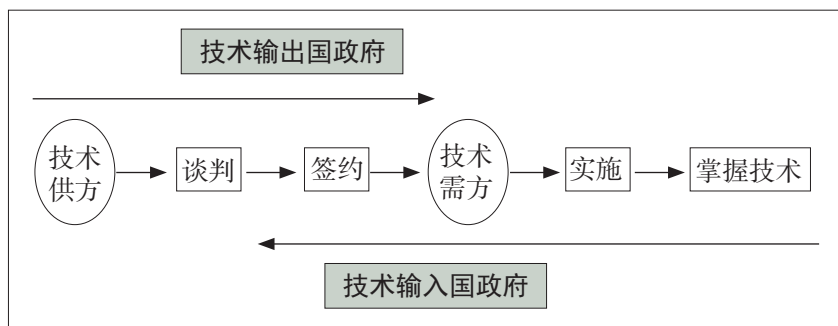 技术输出国政府
技术
供方
谈判
签约
技术
需方
实施
掌握技术
技术输入国政府